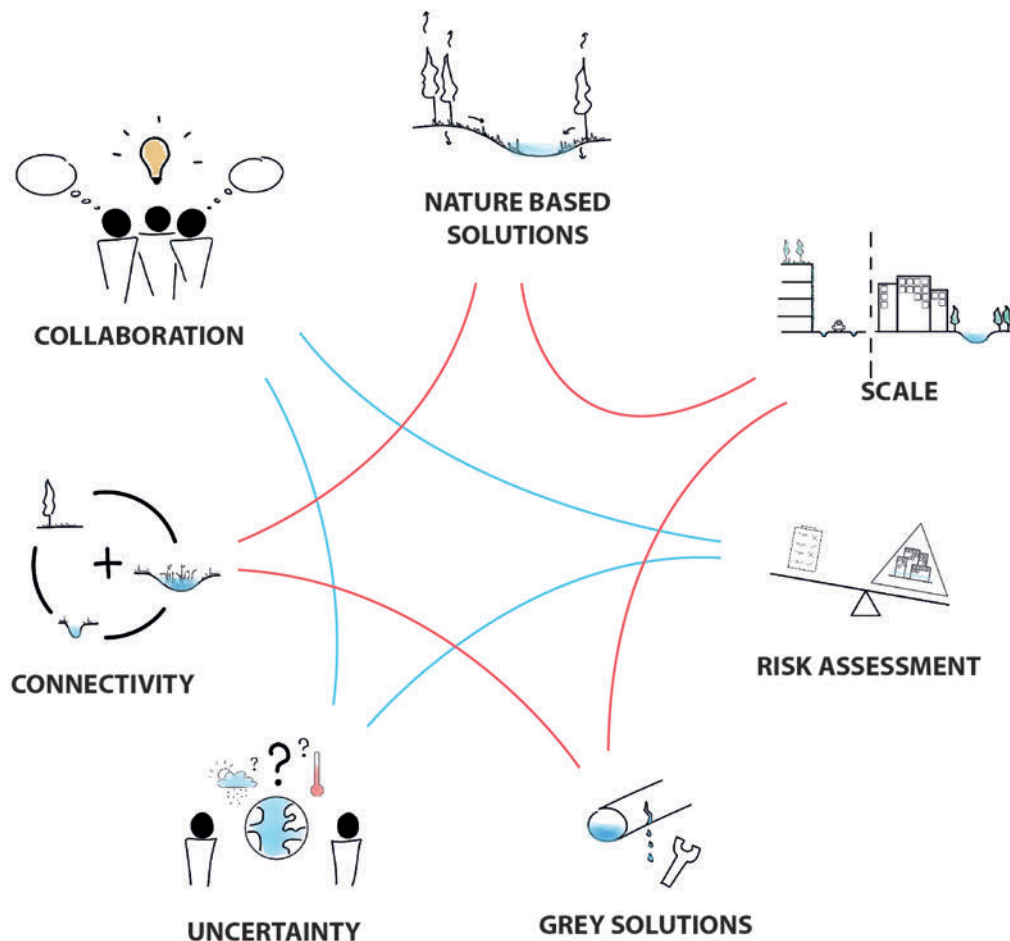 NATURE BASED
SOLUTIONS
COLLABORATION
SCALE
CONNECTIVITY
RISK ASSESSMENT
? ? ?
UNCERTAINTY
GREY SOLUTIONS